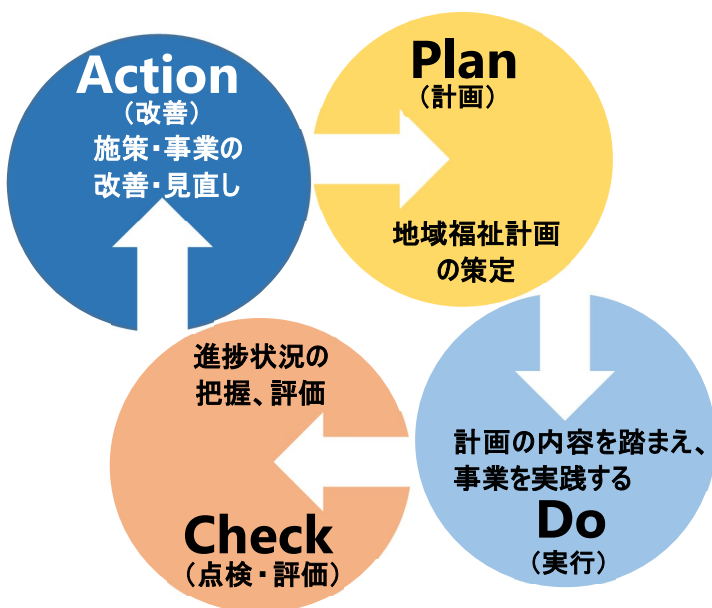 Action
（改善）
施策・事業の
改善・見直し
Plan
（計画）
地域福祉計画
の策定
計画の内容を踏まえ、
事業を実践する
Do
（実行）
進捗状況の
把握、評価
Check
（点検・評価）